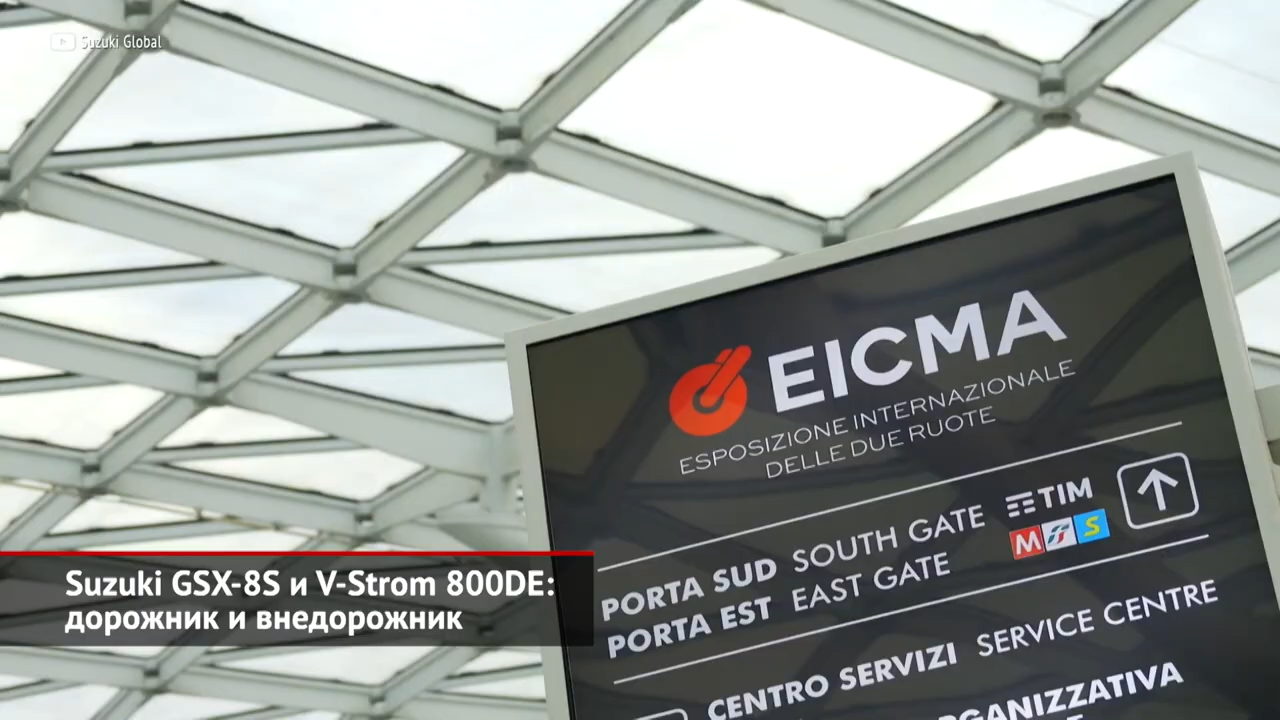 Suzuki Global
EICMA
ESPOSIZIONE INTERNAZIONALE
DELLE DUE RUOTE
PORTA SUD SOUTH GATE
PORTA EST EAST GATE
TIM
M S
CENTRO SERVIZI SERVICE CENTRE
Suzuki GSX-8S и V-Strom 800DE:
дорожник и внедорожник